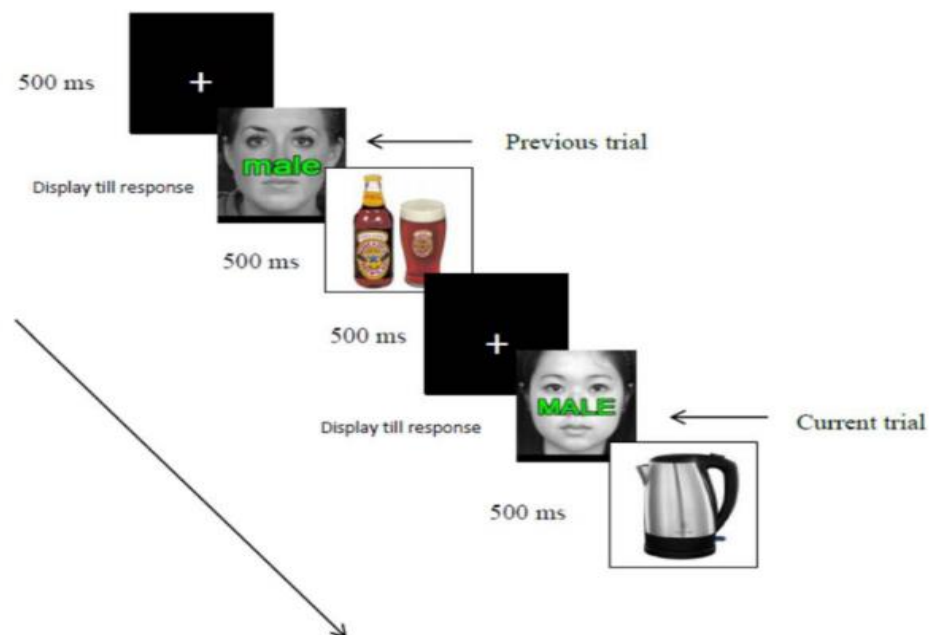 500 ms
male
Previous trial
Display till response
500 ms
500 ms
MALE
Display till response
Current trial
500 ms